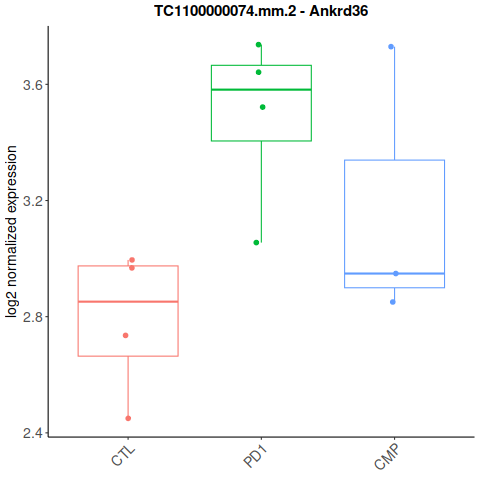 TC1100000074.mm.2 - Ankrd36
log2 normalized expression
3.6
3.2
2.8
2.4
CTL
PD1
CMP